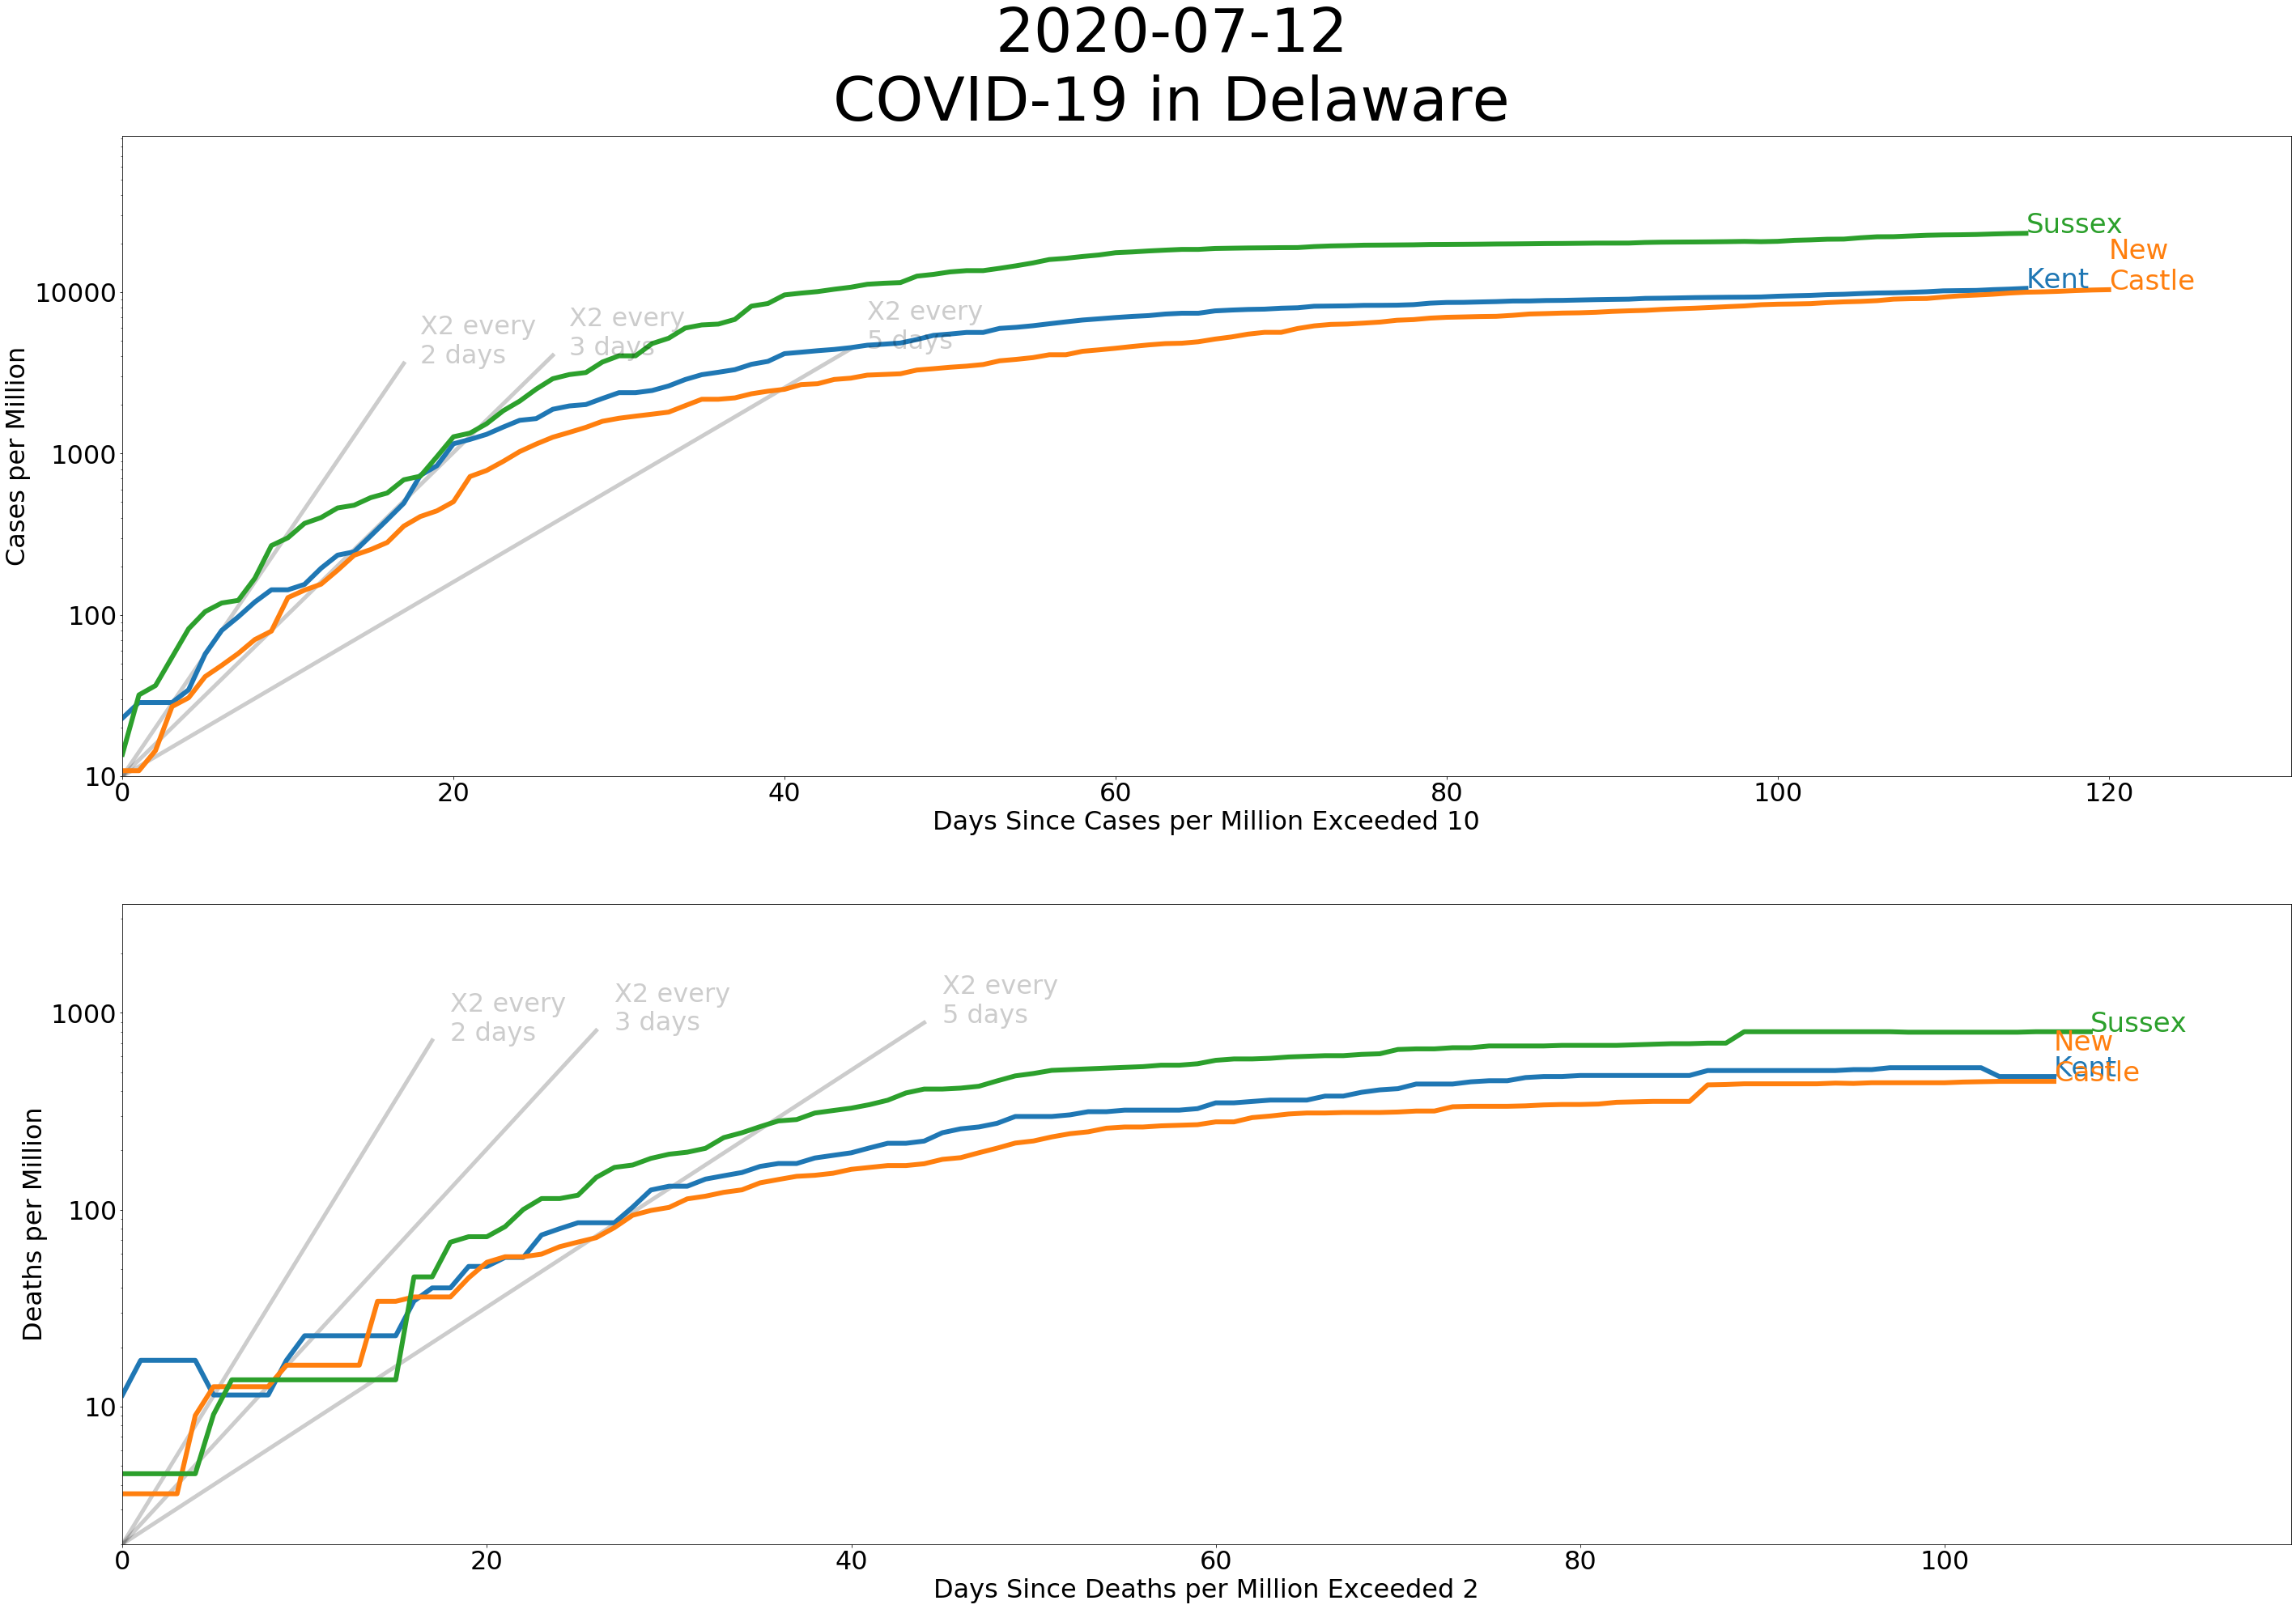 2020-07-12
COVID-19 in Delaware
Cases per Million
10000
1000
100
10
X2 every
2 days
X2 every
3 days
X2 every
5 days
Sussex
New
Castle
Kent
0 20 40 60 80 100 120
Days Since Cases per Million Exceeded 10
Deaths per Million
1000
100
10
X2 every
2 days
X2 every
3 days
X2 every
5 days
Sussex
New
Castle
Kent
0 20 40 60 80 100
Days Since Deaths per Million Exceeded 2